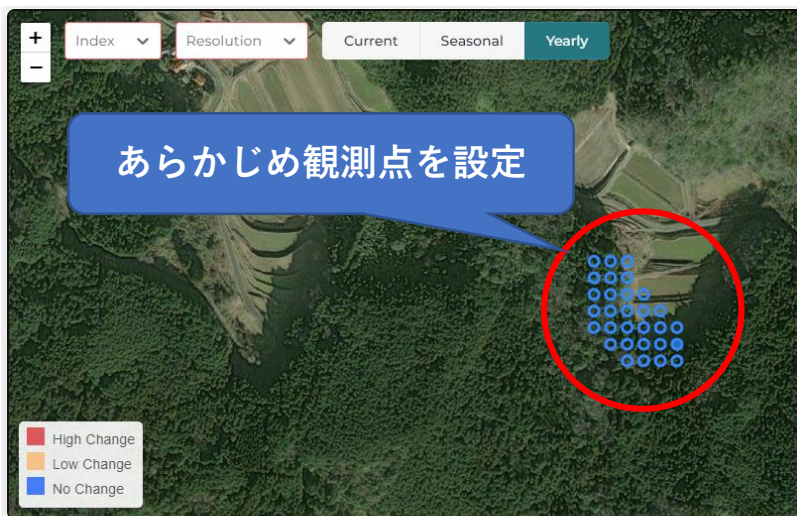 +
−
Index
Resolution
Current
Seasonal
Yearly
あらかじめ観測点を設定
High Change
Low Change
No Change